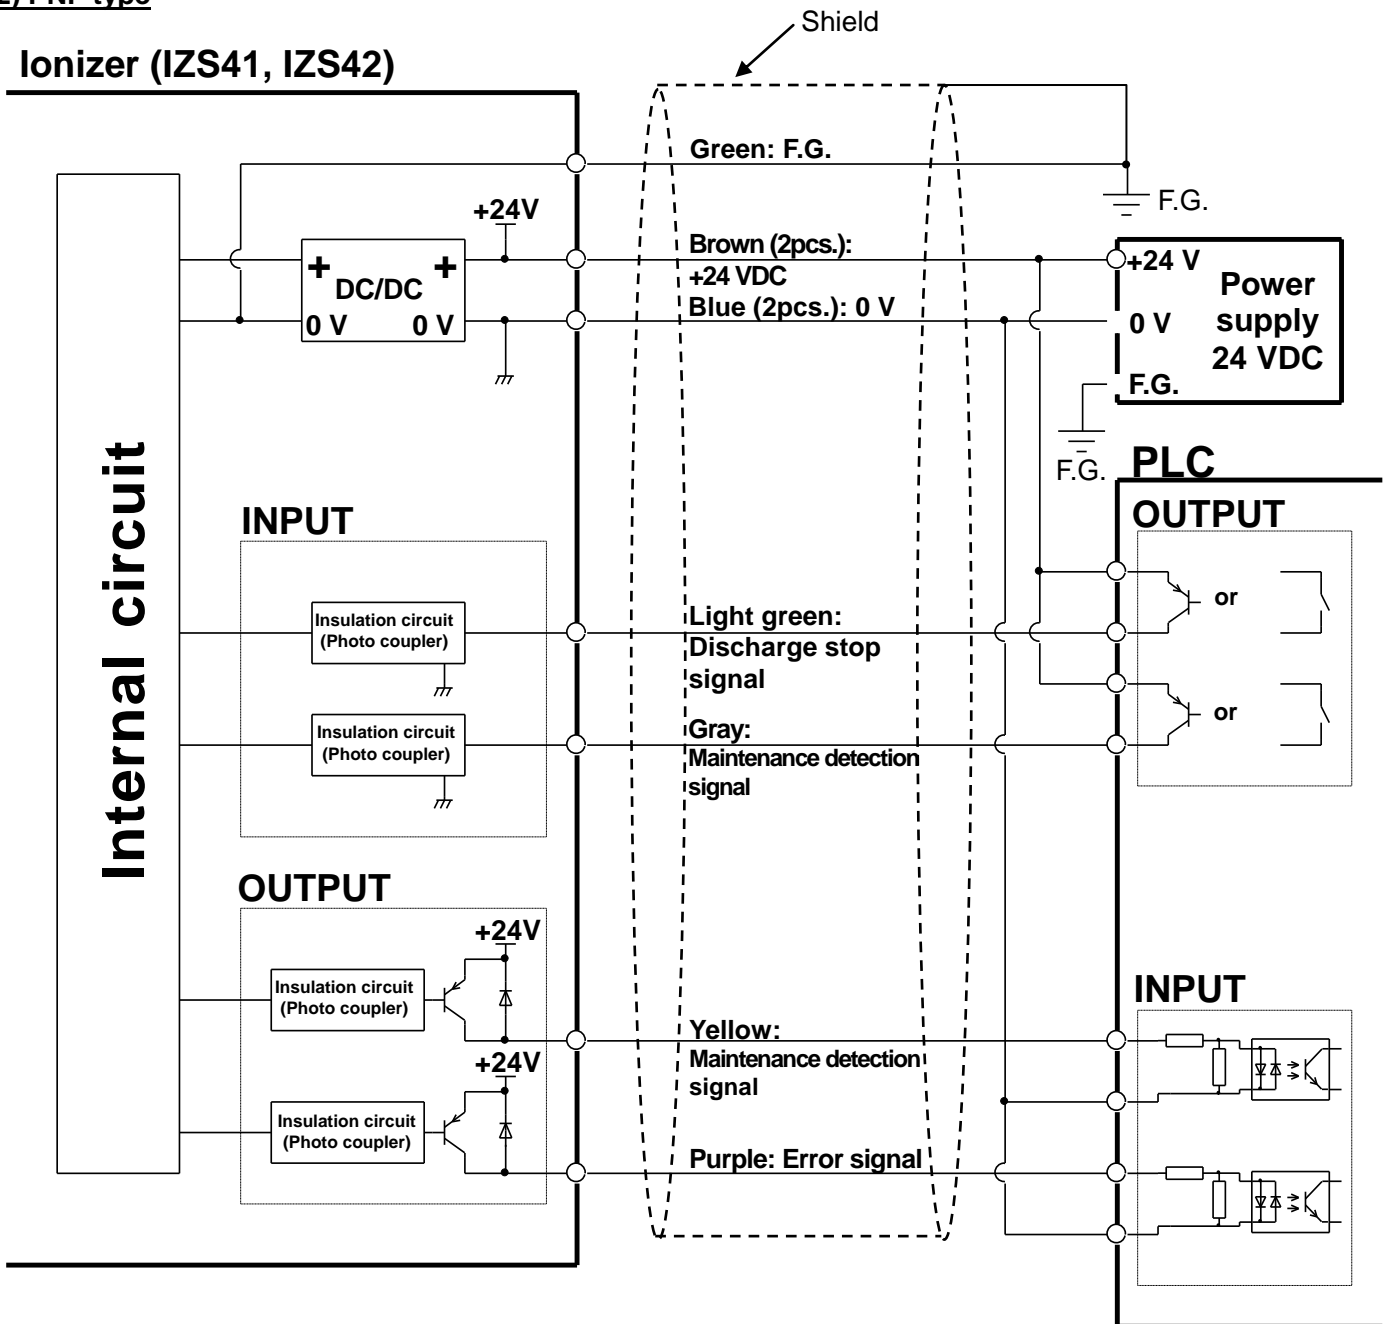 2) PNP type
Shield
Ionizer (IZS41, IZS42)
Green: F.G.
F.G.
+24V
Brown (2pcs.):
+24 VDC
Blue (2pcs.): 0 V
+ DC/DC +
0 V 0 V
+24 V
0 V
F.G.
Power
supply
24 VDC
F.G.
Internal circuit
PLC
OUTPUT
INPUT
Insulation circuit
(Photo coupler)
Light green:
Discharge stop
signal
or
Insulation circuit
(Photo coupler)
Gray:
Maintenance detection
signal
or
OUTPUT
+24V
Insulation circuit
(Photo coupler)
Yellow:
Maintenance detection
signal
INPUT
+24V
Insulation circuit
(Photo coupler)
Purple: Error signal